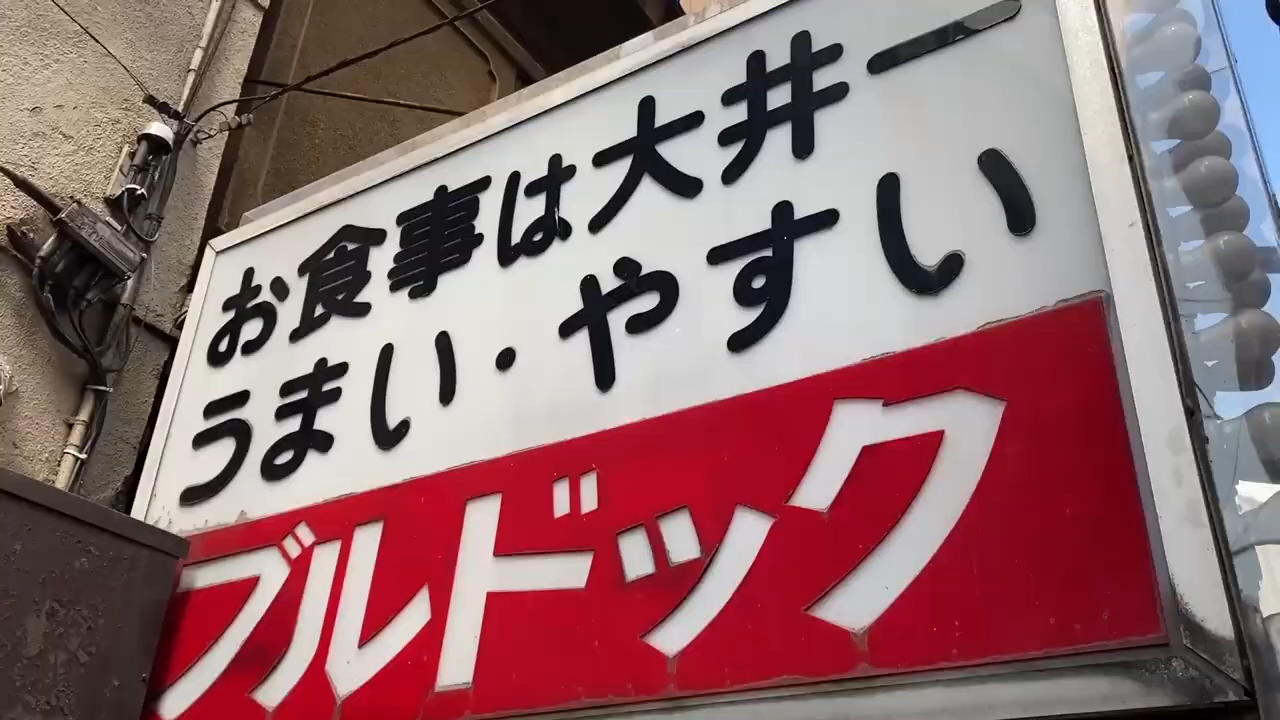 お食事は大井一
うまい・やすい
ブルドック